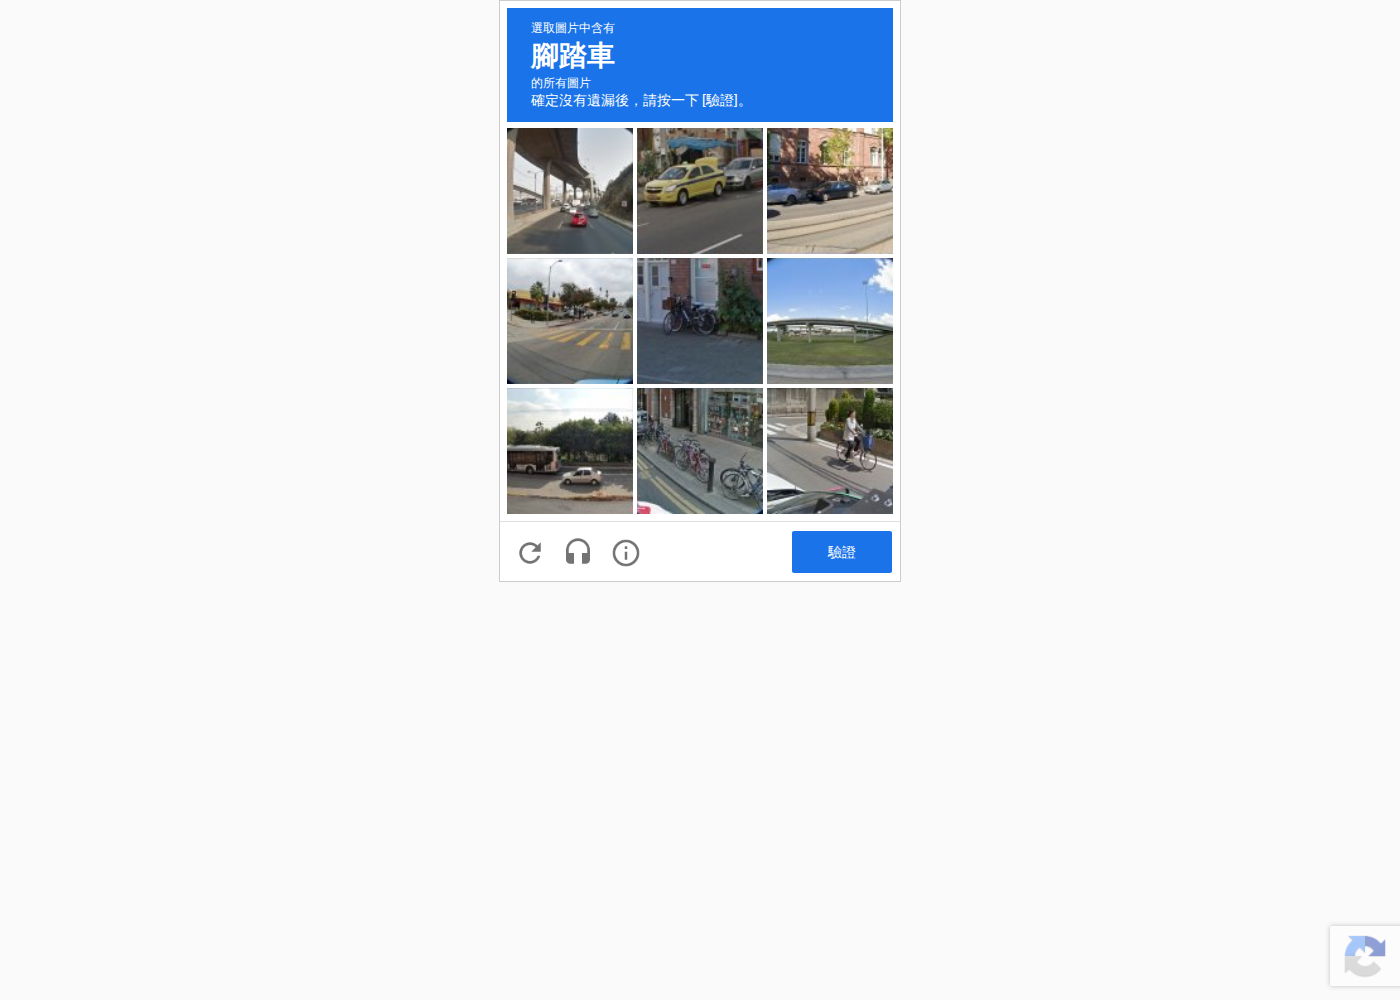 選取圖片中含有
腳踏車
的所有圖片
確定沒有遺漏後，請按一下 [驗證]。
驗證